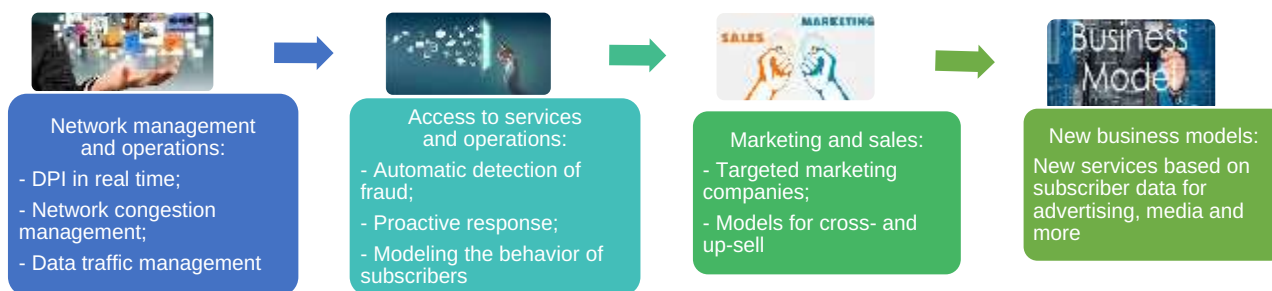 SALES
MARKETING
Business
Model
Network management
and operations:
- DPI in real time;
- Network congestion
management;
- Data traffic management
Access to services
and operations:
- Automatic detection of
fraud;
- Proactive response;
- Modeling the behavior of
subscribers
Marketing and sales:
- Targeted marketing
companies;
- Models for cross- and
up-sell
New business models:
New services based on
subscriber data for
advertising, media and
more